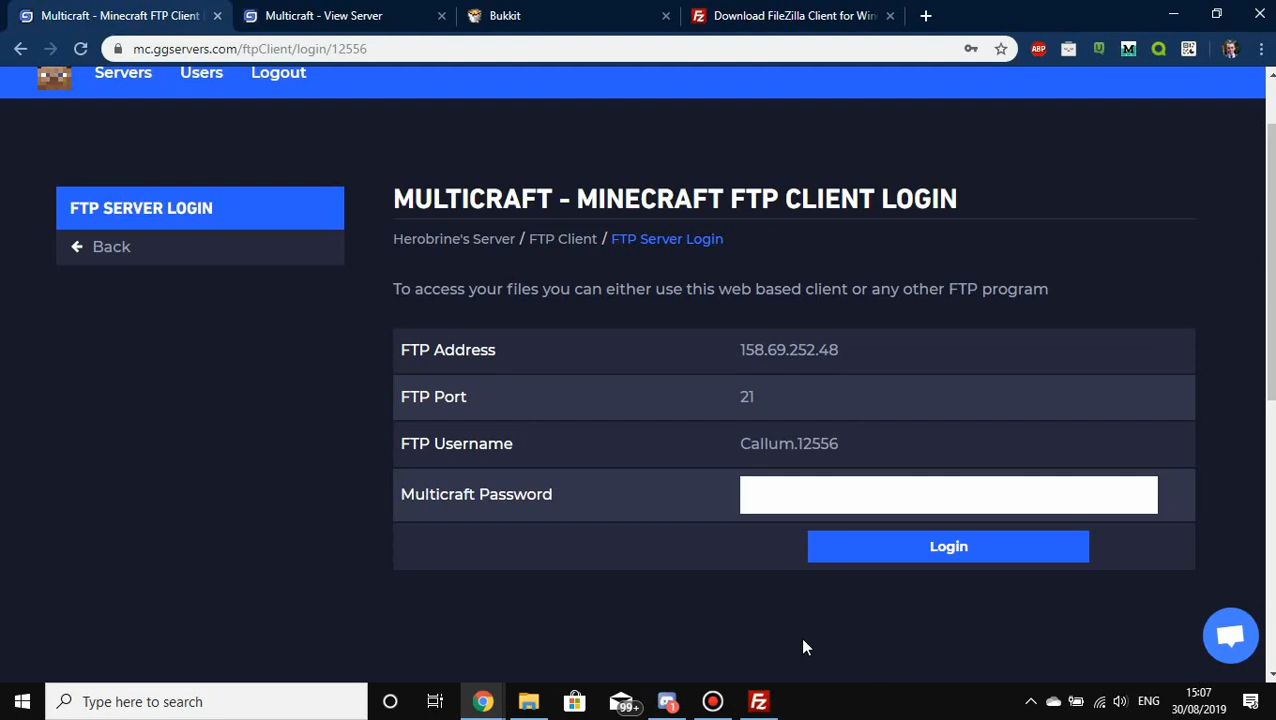 Multicraft - Minecraft FTP Client
Multicraft - View Server
Bukkit
Download FileZilla Client for Win
mc.ggservers.com/ftpClient/login/12556
ABP
Servers
Users
Logout
FTP SERVER LOGIN
Back
MULTICRAFT - MINECRAFT FTP CLIENT LOGIN
Herobrine's Server / FTP Client / FTP Server Login
To access your files you can either use this web based client or any other FTP program
FTP Address 158.69.252.48
FTP Port 21
FTP Username Callum.12556
Multicraft Password
Login
Type here to search
99+
1
ENG
15:07
30/08/2019